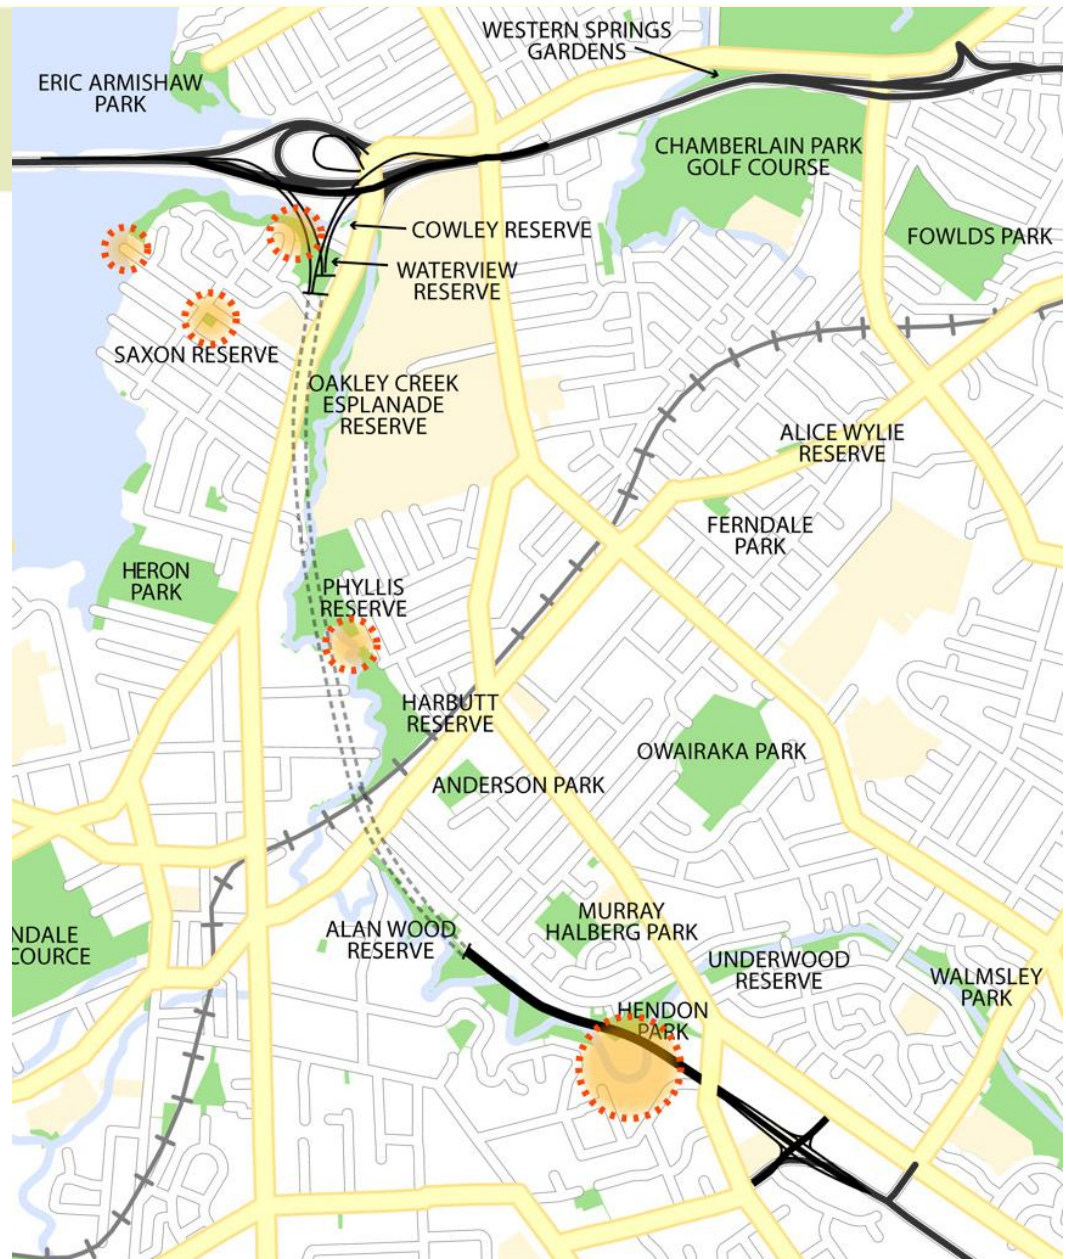 WESTERN SPRINGS
GARDENS
ERIC ARMISHAW
PARK
CHAMBERLAIN PARK
GOLF COURSE
COWLEY RESERVE
FOWLDS PARK
WATERVIEW
RESERVE
SAXON RESERVE
OAKLEY CREEK
ESPLANADE
RESERVE
ALICE WYLIE
RESERVE
FERNDALE
PARK
HERON
PARK
PHYLLIS
RESERVE
HARBUTT
RESERVE
OWAIRAKA PARK
ANDERSON PARK
MURRAY
HALBERG PARK
ALAN WOOD
RESERVE
NDALE
COURCE
UNDERWOOD
RESERVE
WALMSLEY
PARK
HENDON
PARK